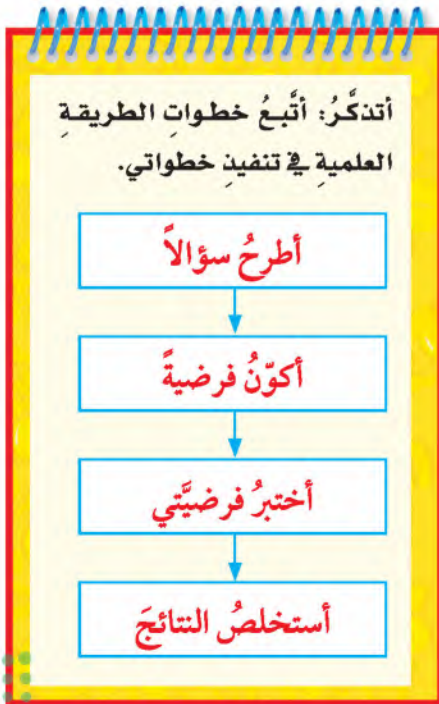 أتذكَّرُ: أتَّبعُ خطواتِ الطريقةِ
العلميةِ في تنفيذِ خطواتي.
أطرحُ سؤالاً
أكوّنُ فرضيةً
أختبرُ فرضيَّتي
أستخلصُ النتائجَ